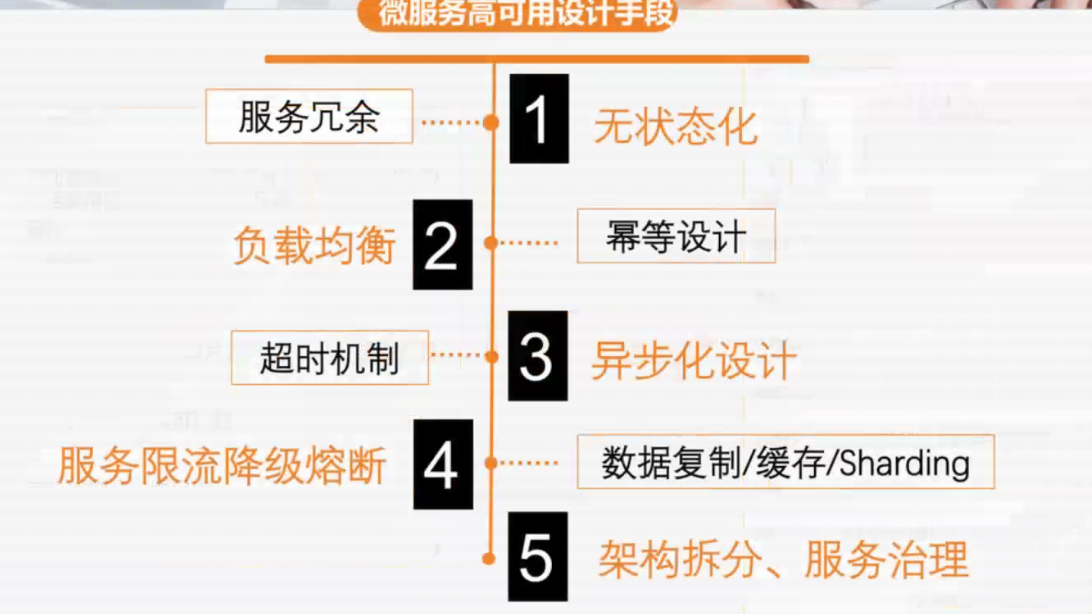 微服务高可用设计手段
服务冗余
1
无状态化
负载均衡
2
幂等设计
超时机制
3
异步化设计
服务限流降级熔断
4
数据复制/缓存/Sharding
5
架构拆分、服务治理